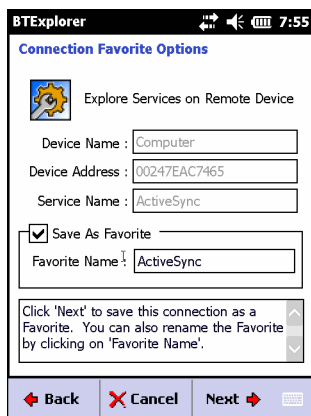 BTExplorer 7:55
Connection Favorite Options
Explore Services on Remote Device
Device Name : Computer
Device Address : 00247EAC7465
Service Name : ActiveSync
Save As Favorite
Favorite Name : ActiveSync
Click 'Next' to save this connection as a
Favorite. You can also rename the Favorite
by clicking on 'Favorite Name'.
Back Cancel Next